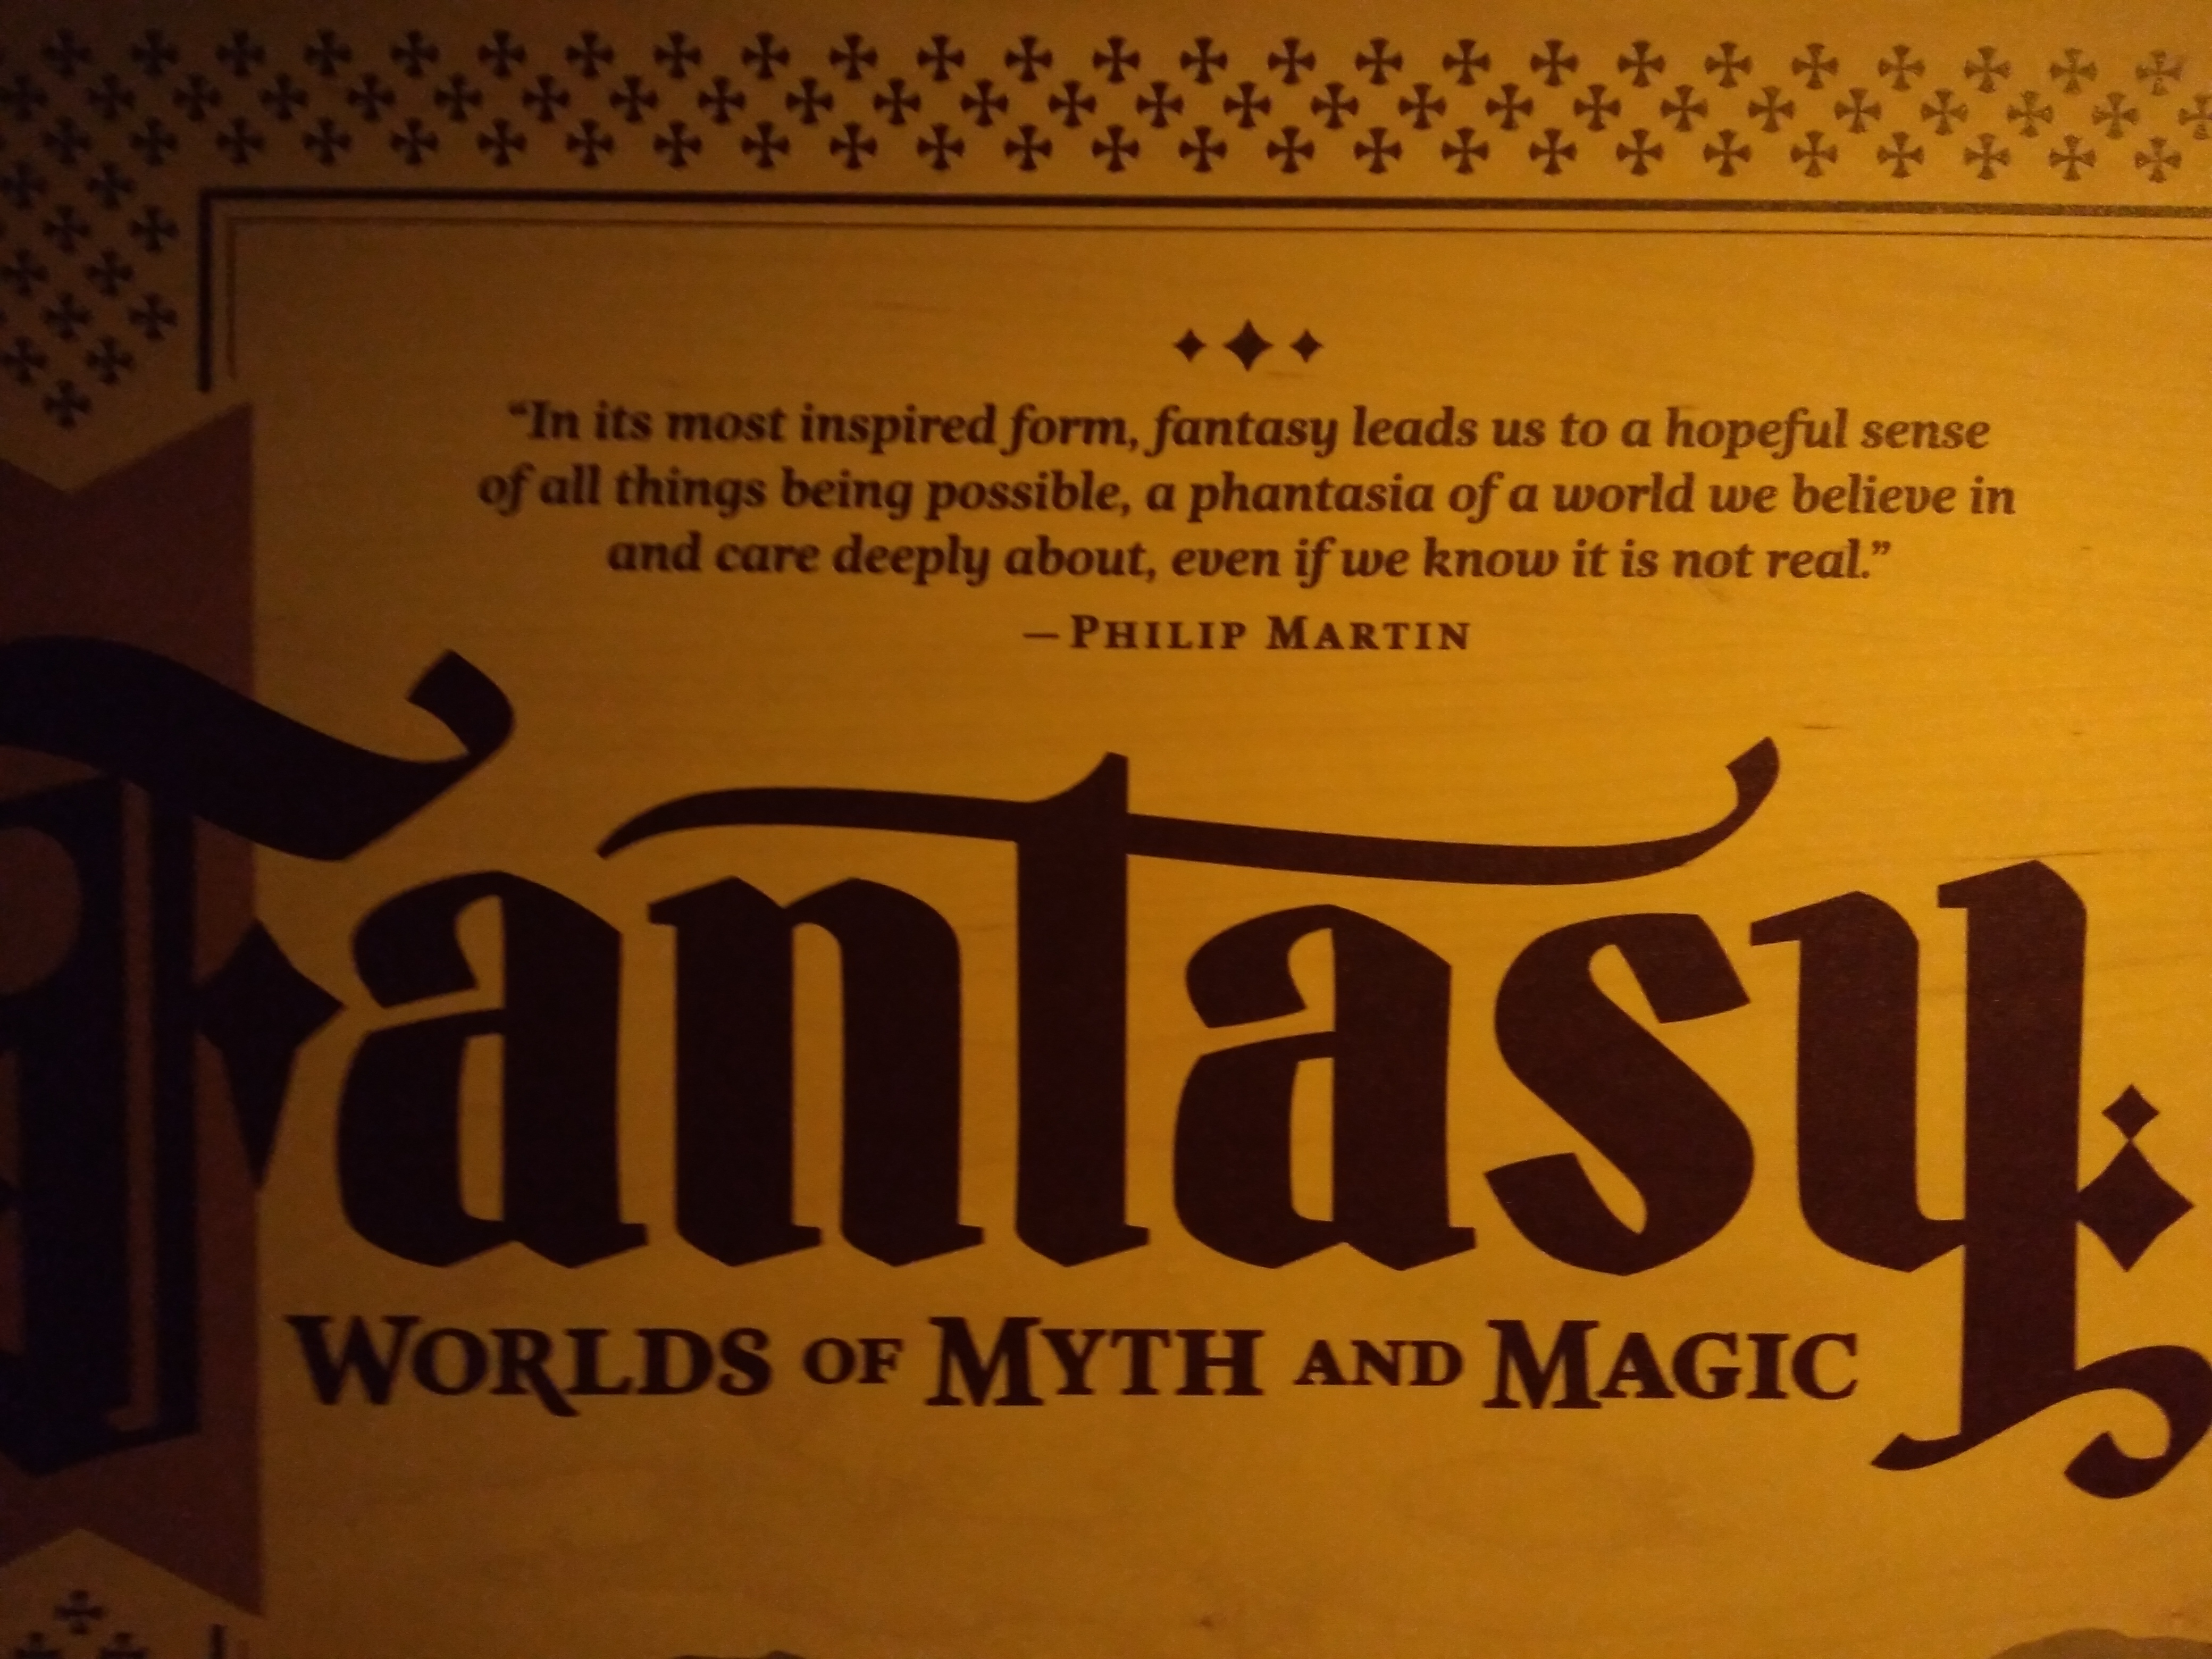 “In its most inspired form, fantasy leads us to a hopeful sense
of all things being possible, a phantasia of a world we believe in
and care deeply about, even if we know it is not real.”
—PHILIP MARTIN
Fantasy
WORLDS OF MYTH AND MAGIC